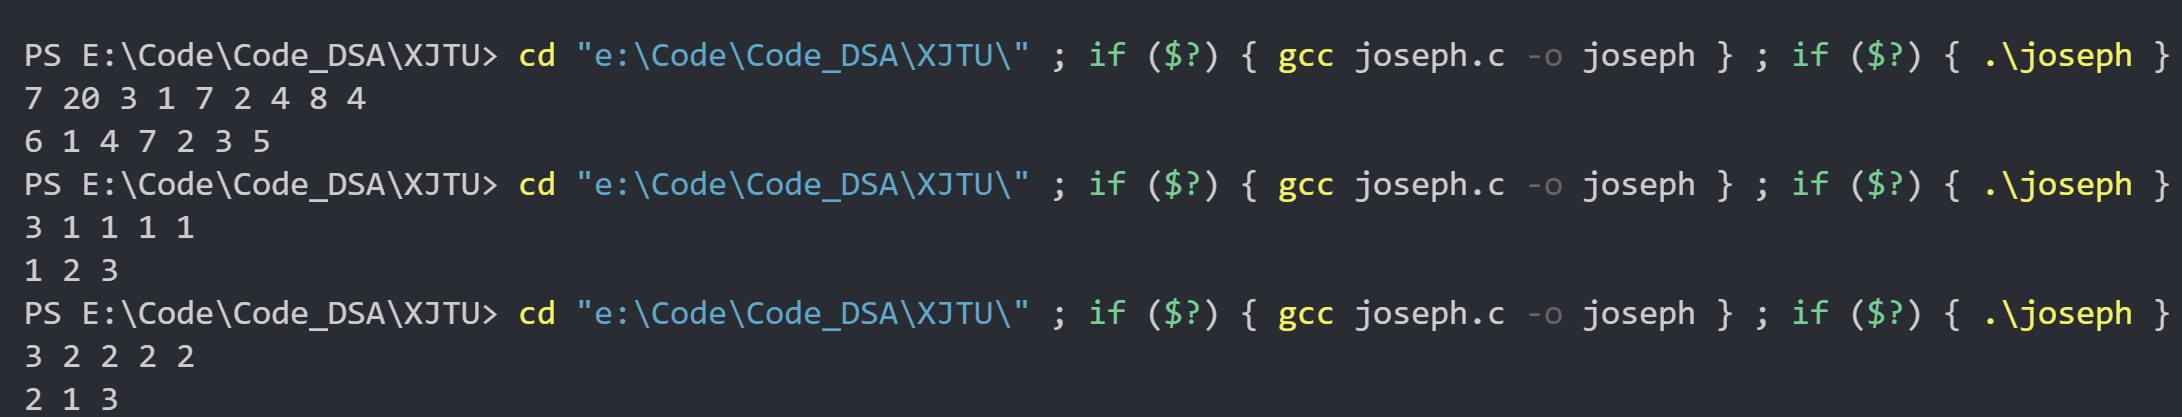 PS E:\Code\Code_DSA\XJTU> cd "e:\Code\Code_DSA\XJTU\" ; if ($?) { gcc joseph.c -o joseph } ; if ($?) { .\joseph }
7 20 3 1 7 2 4 8 4
6 1 4 7 2 3 5
PS E:\Code\Code_DSA\XJTU> cd "e:\Code\Code_DSA\XJTU\" ; if ($?) { gcc joseph.c -o joseph } ; if ($?) { .\joseph }
3 1 1 1 1
1 2 3
PS E:\Code\Code_DSA\XJTU> cd "e:\Code\Code_DSA\XJTU\" ; if ($?) { gcc joseph.c -o joseph } ; if ($?) { .\joseph }
3 2 2 2 2
2 1 3